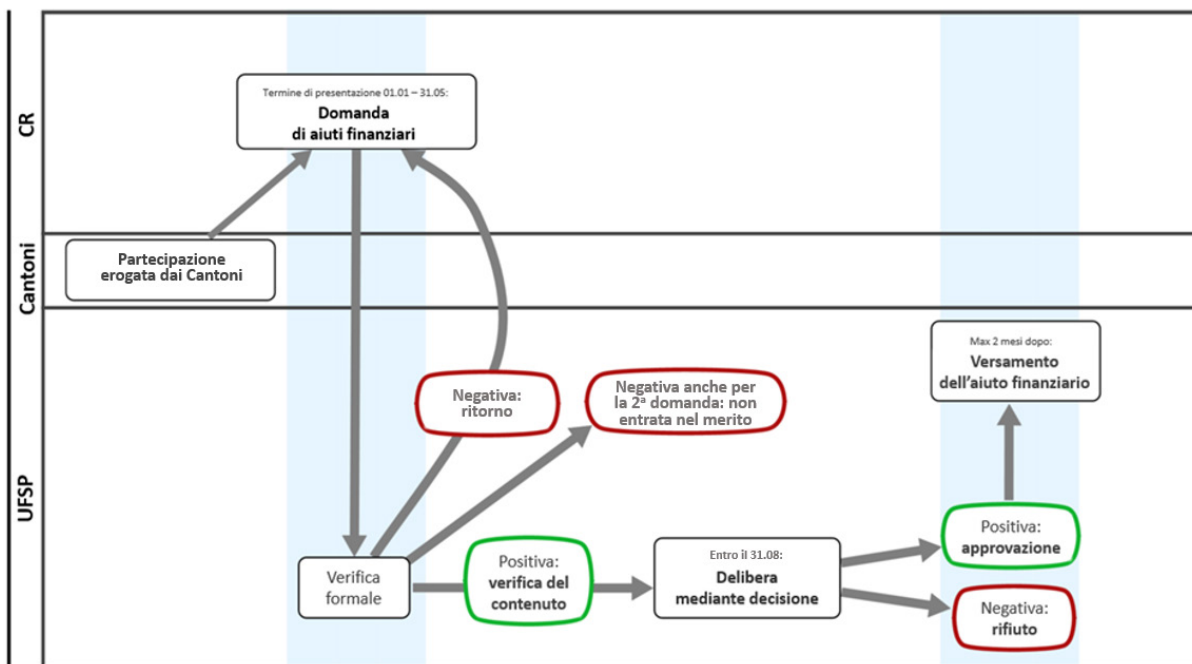 CR
Termine di presentazione 01.01 – 31.05:
Domanda
di aiuti finanziari
Cantoni
Partecipazione
erogata dai Cantoni
UFSP
Negativa:
ritorno
Negativa anche per
la 2ª domanda: non
entrata nel merito
Max 2 mesi dopo:
Versamento
dell'aiuto finanziario
Verifica
formale
Positiva:
verifica del
contenuto
Entro il 31.08:
Delibera
mediante decisione
Positiva:
approvazione
Negativa:
rifiuto